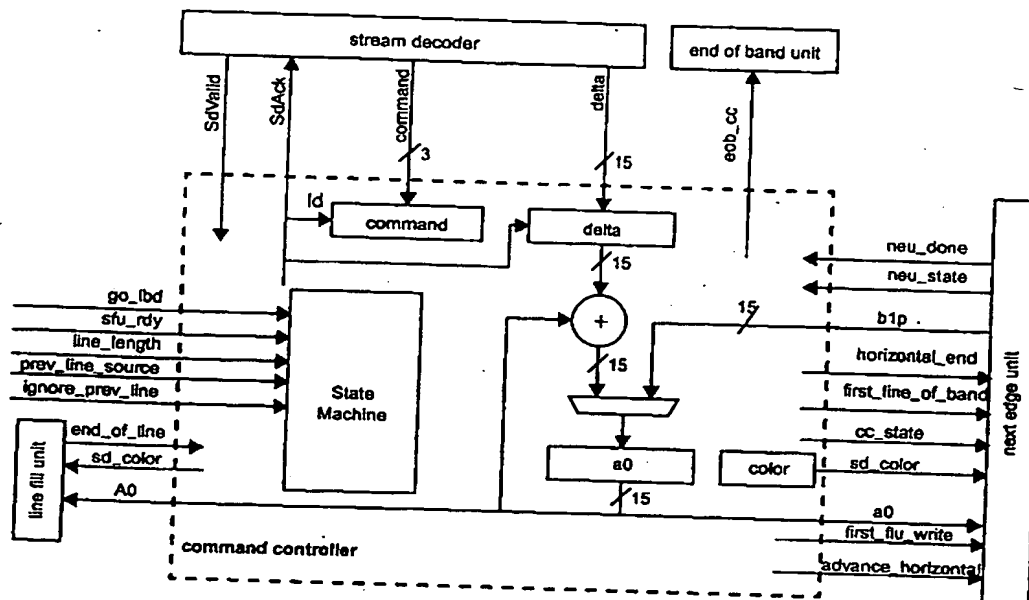 stream decoder
end of band unit
SdValid
SdAck
command
delta
eob_cc
3
15
ld
command
delta
15
go_lbd
sfu_rdy
line_length
prev_line_source
ignore_prev_line
State
Machine
+
15
15
neu_done
neu_state
b1p
horizontal_end
first_line_of_band
cc_state
sd_color
next edge unit
line fill unit
end_of_line
sd_color
A0
a0
color
15
a0
first_flu_write
advance_horizontal
command controller